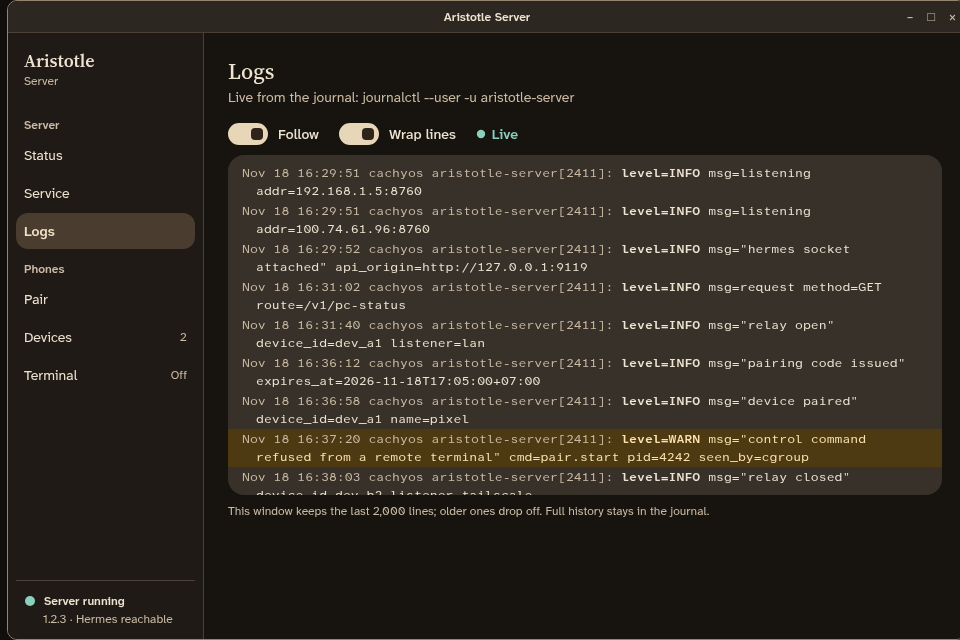 Aristotle Server
Aristotle
Server
Server
Status
Service
Logs
Phones
Pair
Devices 2
Terminal Off
Server running
1.2.3 · Hermes reachable
Logs
Live from the journal: journalctl --user -u aristotle-server
Follow Wrap lines Live
Nov 18 16:29:51 cachyos aristotle-server[2411]: level=INFO msg=listening
addr=192.168.1.5:8760
Nov 18 16:29:51 cachyos aristotle-server[2411]: level=INFO msg=listening
addr=100.74.61.96:8760
Nov 18 16:29:52 cachyos aristotle-server[2411]: level=INFO msg="hermes socket
attached" api_origin=http://127.0.0.1:9119
Nov 18 16:31:02 cachyos aristotle-server[2411]: level=INFO msg=request method=GET
route=/v1/pc-status
Nov 18 16:31:40 cachyos aristotle-server[2411]: level=INFO msg="relay open"
device_id=dev_a1 listener=lan
Nov 18 16:36:12 cachyos aristotle-server[2411]: level=INFO msg="pairing code issued"
expires_at=2026-11-18T17:05:00+07:00
Nov 18 16:36:58 cachyos aristotle-server[2411]: level=INFO msg="device paired"
device_id=dev_a1 name=pixel
Nov 18 16:37:20 cachyos aristotle-server[2411]: level=WARN msg="control command
refused from a remote terminal" cmd=pair.start pid=4242 seen_by=cgroup
Nov 18 16:38:03 cachyos aristotle-server[2411]: level=INFO msg="relay closed"
device_id=dev_b2 listener=tailscale
This window keeps the last 2,000 lines; older ones drop off. Full history stays in the journal.